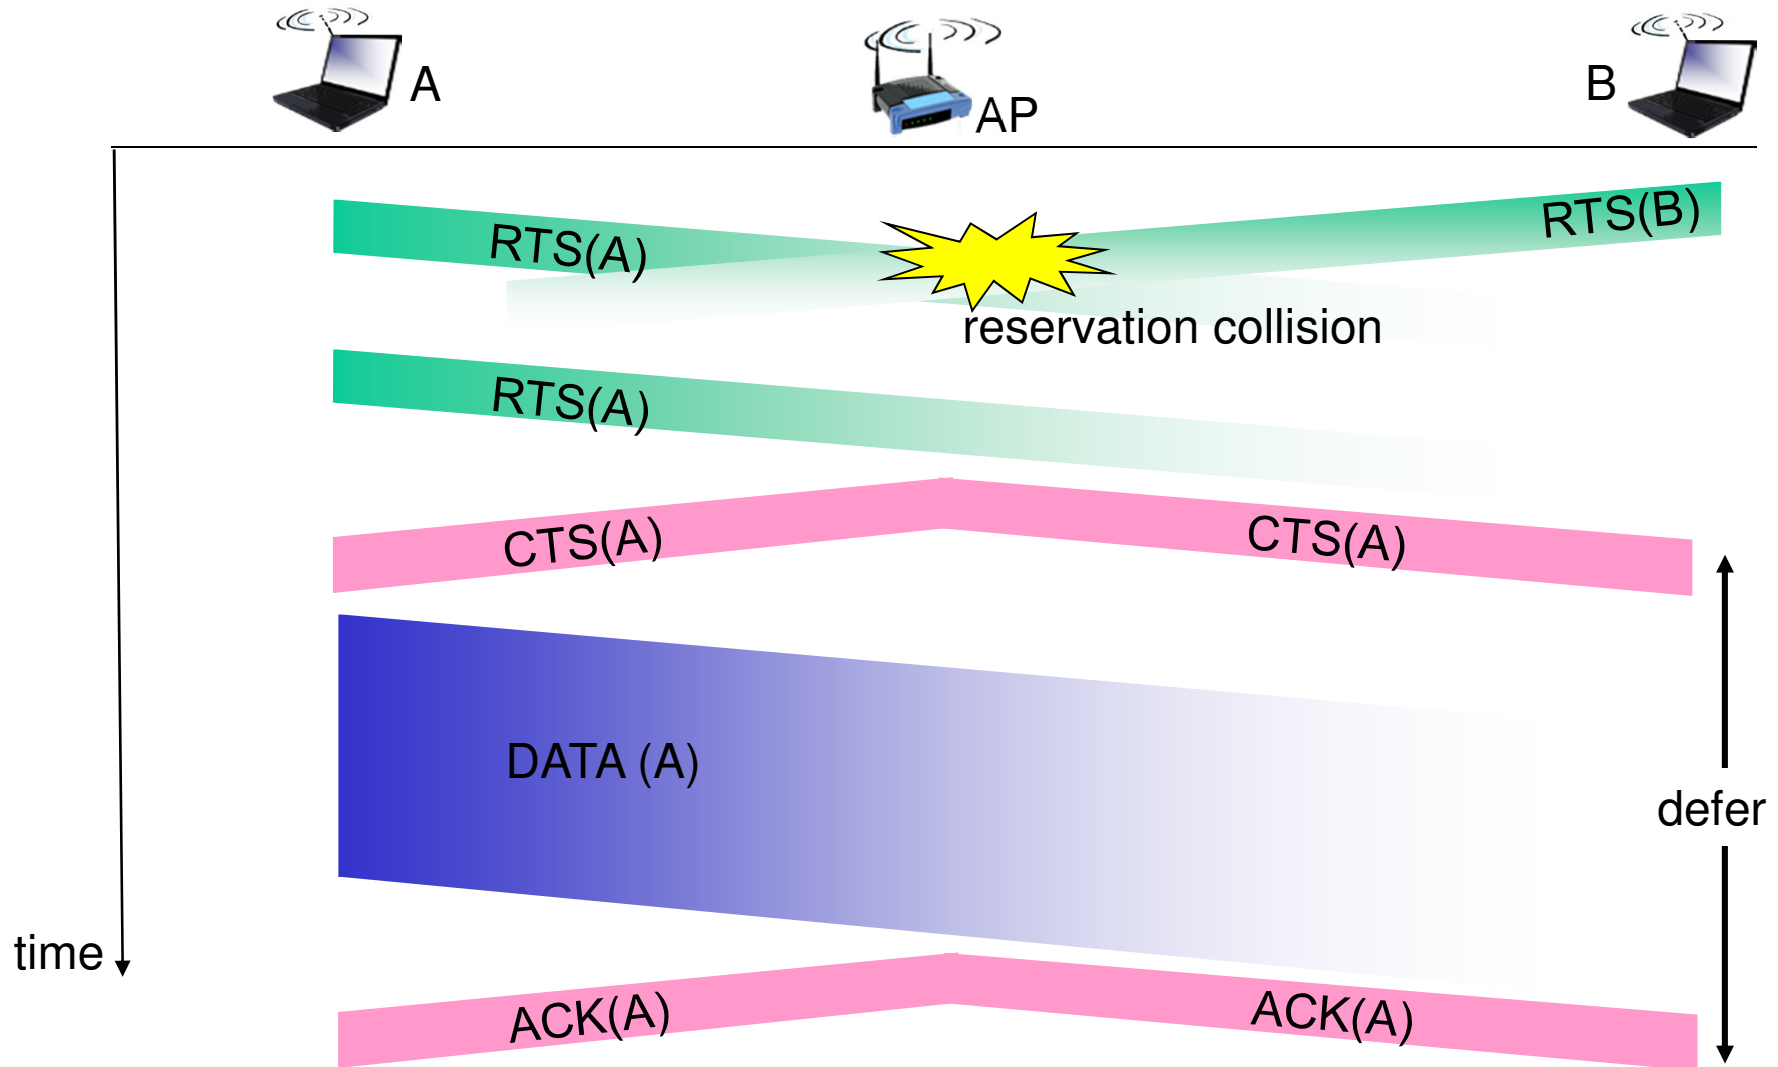 A
AP
B
RTS(A)
RTS(B)
reservation collision
RTS(A)
CTS(A)
CTS(A)
DATA (A)
defer
time
ACK(A)
ACK(A)